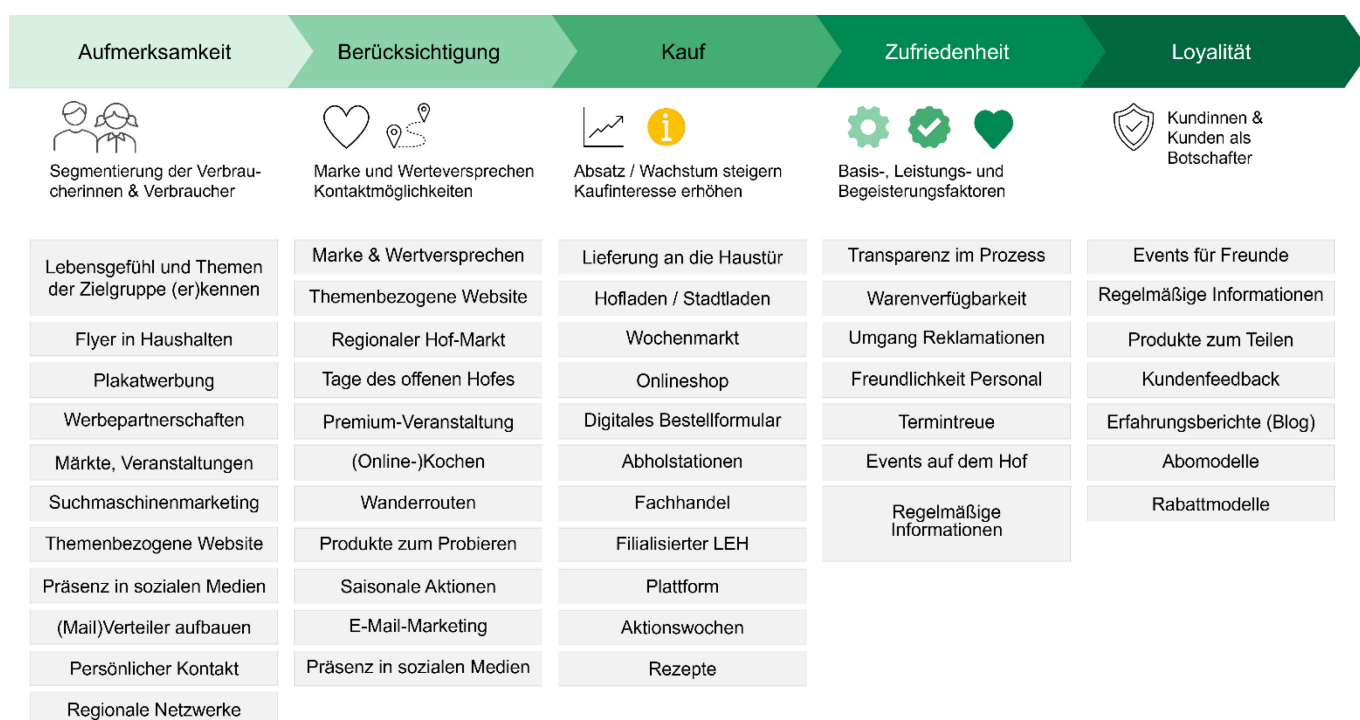 Aufmerksamkeit
Berücksichtigung
Kauf
Zufriedenheit
Loyalität
Segmentierung der Verbrau-
cherinnen & Verbraucher
Marke und Werteversprechen
Kontaktmöglichkeiten
Absatz / Wachstum steigern
Kaufinteresse erhöhen
Basis-, Leistungs- und
Begeisterungsfaktoren
Kundinnen &
Kunden als
Botschafter
Lebensgefühl und Themen
der Zielgruppe (er)kennen
Flyer in Haushalten
Plakatwerbung
Werbepartnerschaften
Märkte, Veranstaltungen
Suchmaschinenmarketing
Themenbezogene Website
Präsenz in sozialen Medien
(Mail)Verteiler aufbauen
Persönlicher Kontakt
Regionale Netzwerke
Marke & Wertversprechen
Themenbezogene Website
Regionaler Hof-Markt
Tage des offenen Hofes
Premium-Veranstaltung
(Online-)Kochen
Wanderrouten
Produkte zum Probieren
Saisonale Aktionen
E-Mail-Marketing
Präsenz in sozialen Medien
Lieferung an die Haustür
Hofladen / Stadtladen
Wochenmarkt
Onlineshop
Digitales Bestellformular
Abholstationen
Fachhandel
Filialisierter LEH
Plattform
Aktionswochen
Rezepte
Transparenz im Prozess
Warenverfügbarkeit
Umgang Reklamationen
Freundlichkeit Personal
Termintreue
Events auf dem Hof
Regelmäßige
Informationen
Events für Freunde
Regelmäßige Informationen
Produkte zum Teilen
Kundenfeedback
Erfahrungsberichte (Blog)
Abomodelle
Rabattmodelle